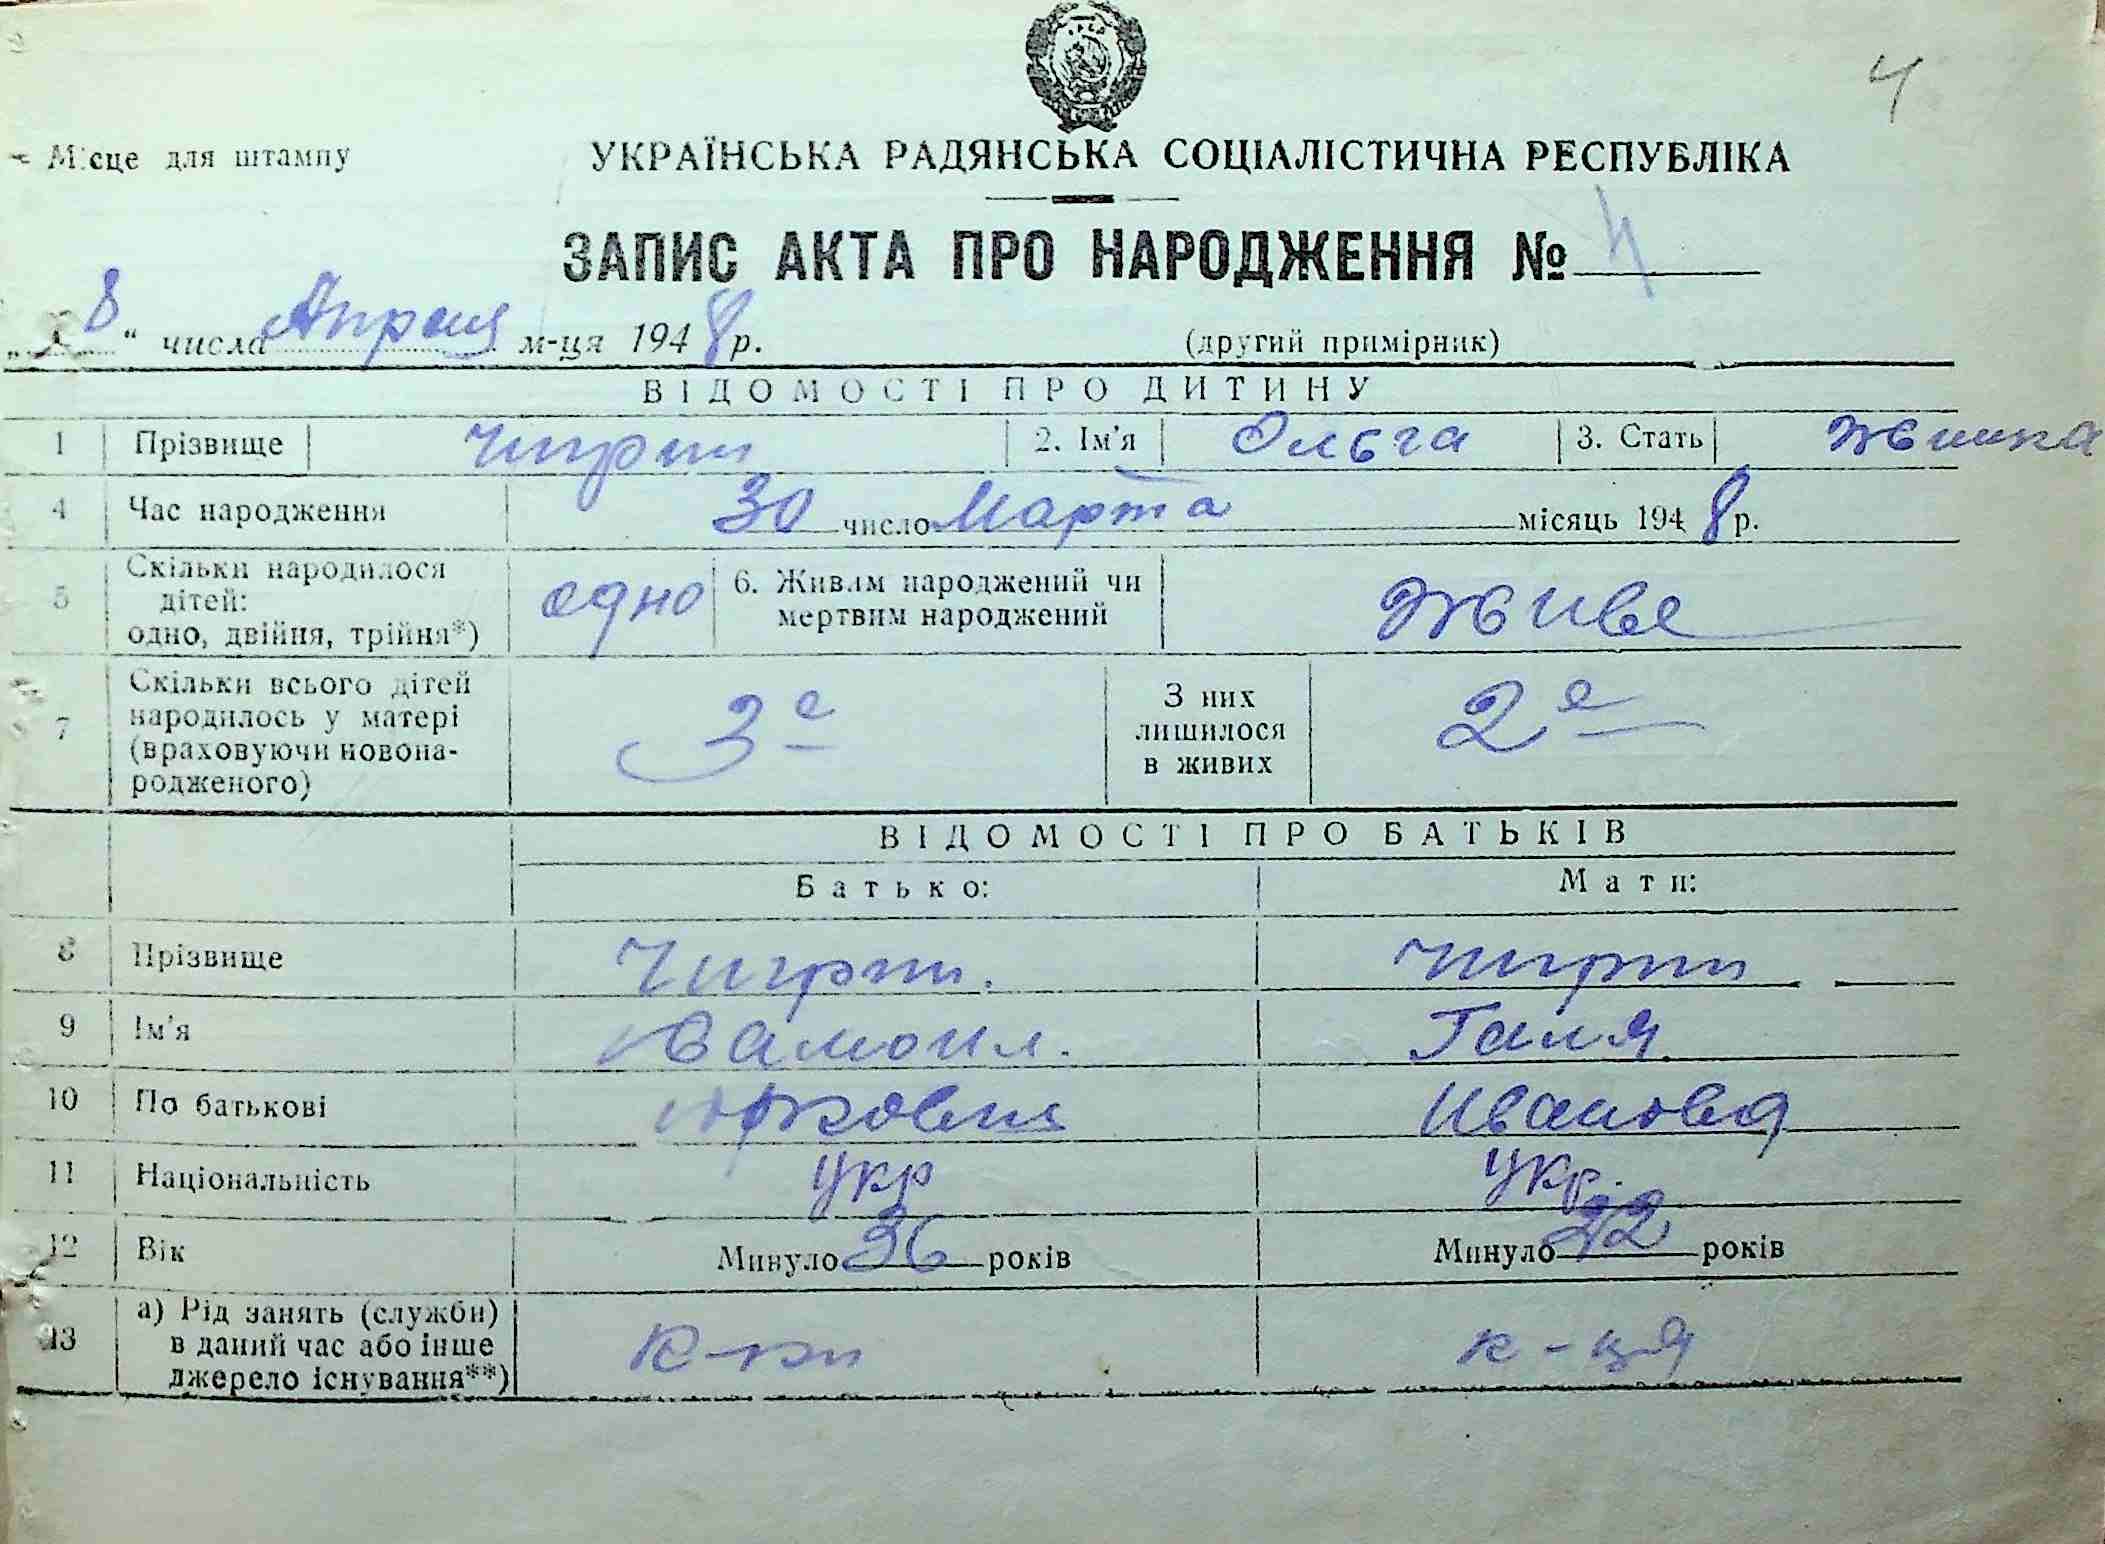 4
Місце для штампу
УКРАЇНСЬКА РАДЯНСЬКА СОЦІАЛІСТИЧНА РЕСПУБЛІКА
ЗАПИС АКТА ПРО НАРОДЖЕННЯ № 4
„8“ числа Апреля м-ця 1948 р.
(другий примірник)
ВІДОМОСТІ ПРО ДИТИНУ
1 Прізвище 2. Ім'я Ольга 3. Стать
4 Час народження 30 число Марта місяць 1948 р.
5 Скільки народилося дітей: одно, двійня, трійня*) одно 6. Живим народжений чи мертвим народжений живе
7 Скільки всього дітей народилось у матері (враховуючи новонародженого) 3е З них лишилося в живих 2е
ВІДОМОСТІ ПРО БАТЬКІВ
Батько: Мати:
8 Прізвище
9 Ім'я Самоил. Галя
10 По батькові Иванова
11 Національність укр укр.
12 Вік Минуло 36 років Минуло 22 років
13 а) Рід занять (служби) в даний час або інше джерело існування**) к-ця